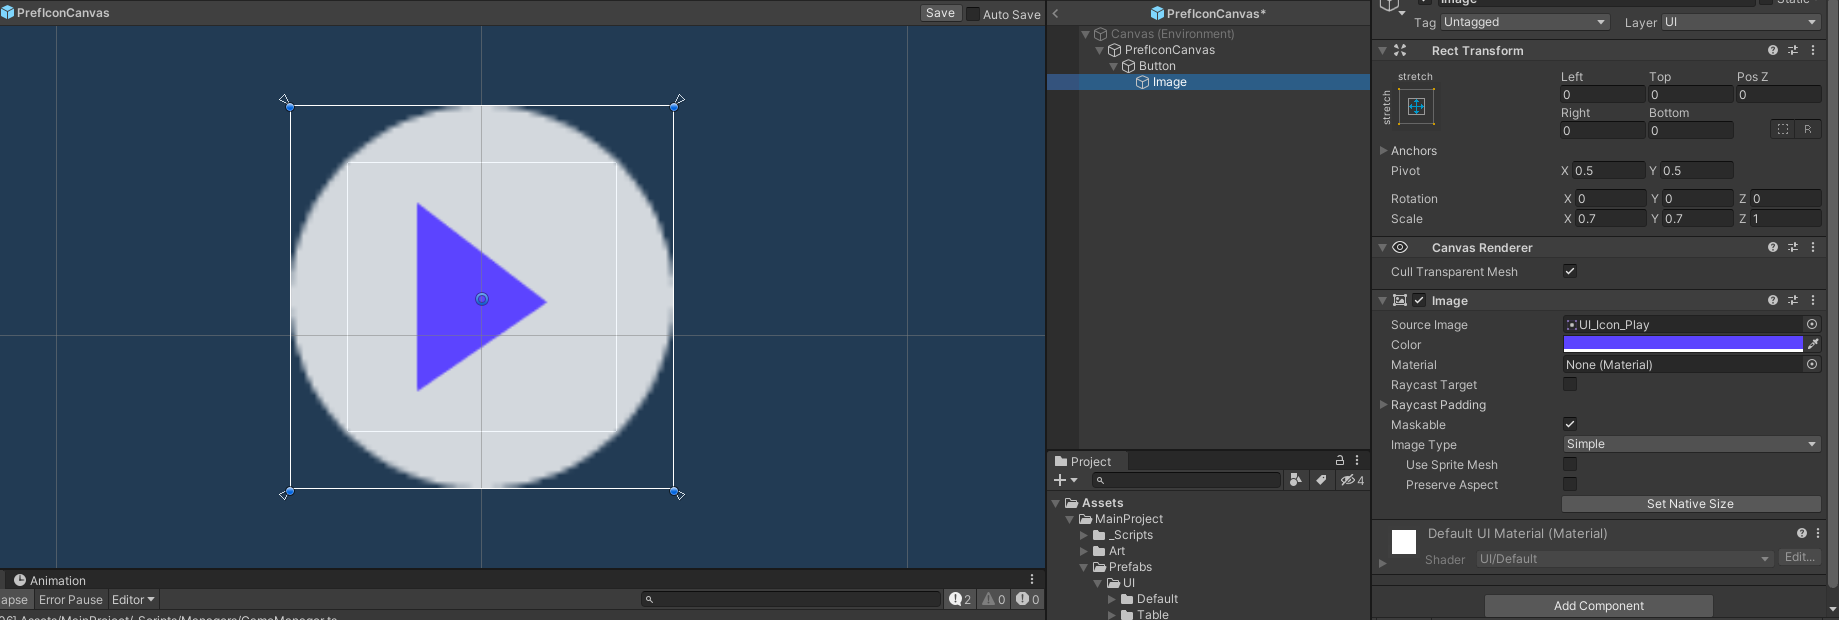 PrefIconCanvas
Save
Auto Save
PrefIconCanvas*
Canvas (Environment)
PrefIconCanvas
Button
Image
Image
Tag Untagged
Layer UI
Rect Transform
stretch
stretch
Left Top Pos Z
0 0 0
Right Bottom
0 0
R
Anchors
Pivot X 0.5 Y 0.5
Rotation X 0 Y 0 Z 0
Scale X 0.7 Y 0.7 Z 1
Canvas Renderer
Cull Transparent Mesh
Image
Source Image UI_Icon_Play
Color
Material None (Material)
Raycast Target
Raycast Padding
Maskable
Image Type Simple
Use Sprite Mesh
Preserve Aspect
Set Native Size
Default UI Material (Material)
Shader UI/Default Edit...
Add Component
Project
4
Assets
MainProject
_Scripts
Art
Prefabs
UI
Default
Table
Animation
apse Error Pause Editor 2 0 0